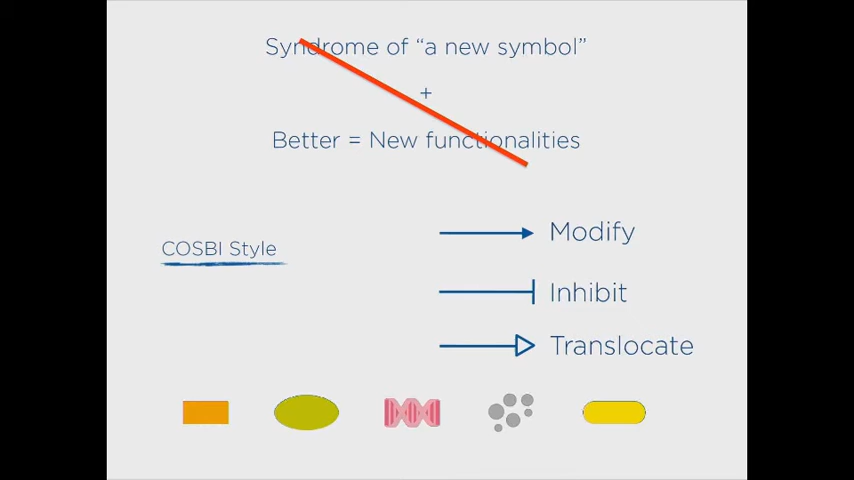 Syndrome of “a new symbol”
+
Better = New functionalities
COSBI Style
Modify
Inhibit
Translocate